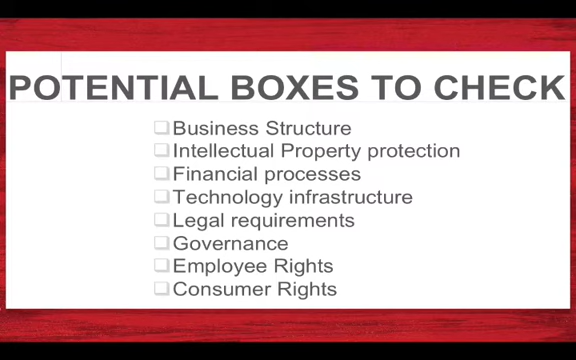 POTENTIAL BOXES TO CHECK
❑Business Structure
❑Intellectual Property protection
❑Financial processes
❑Technology infrastructure
❑Legal requirements
❑Governance
❑Employee Rights
❑Consumer Rights